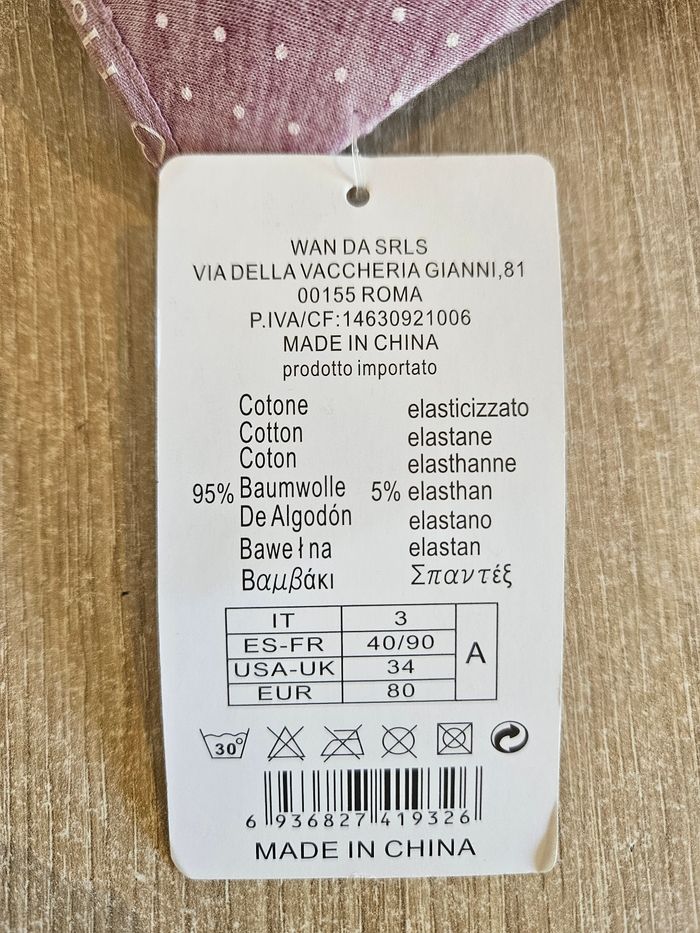 WAN DA SRLS
VIA DELLA VACCHERIA GIANNI,81
00155 ROMA
P.IVA/CF:14630921006
MADE IN CHINA
prodotto importato
Cotone elasticizzato
Cotton elastane
Coton elasthanne
95% Baumwolle 5% elasthan
De Algodón elastano
Bawełna elastan
Βαμβάκι Σπαντέξ
IT 3
ES-FR 40/90
A
USA-UK 34
EUR 80
30°
6 936827 419326
MADE IN CHINA